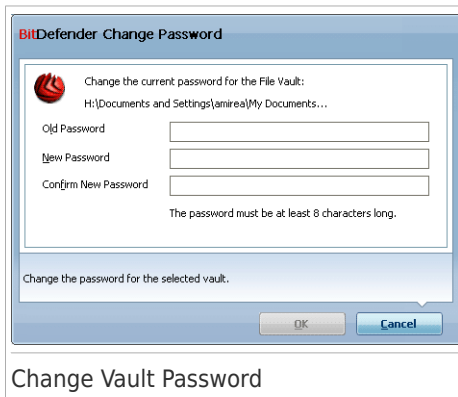 BitDefender Change Password
Change the current password for the File Vault:
H:\Documents and Settings\amirea\My Documents...
Old Password
New Password
Confirm New Password
The password must be at least 8 characters long.
Change the password for the selected vault.
OK
Cancel
Change Vault Password